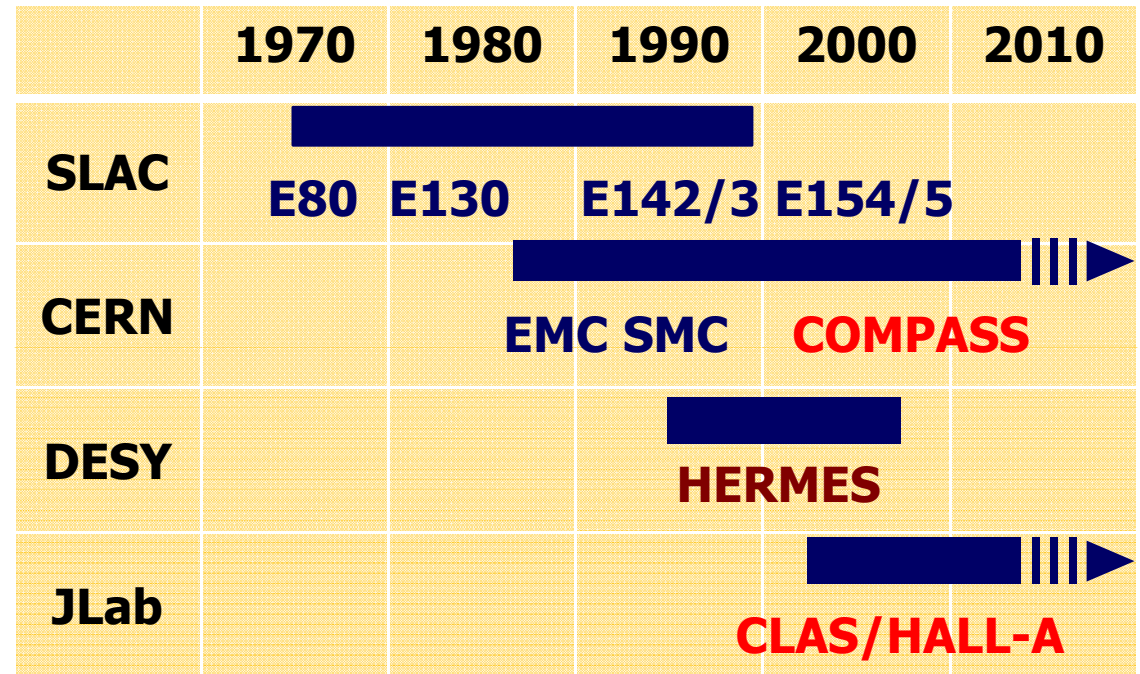 1970 1980 1990 2000 2010
SLAC
E80 E130 E142/3 E154/5
CERN
EMC SMC COMPASS
DESY
HERMES
JLab
CLAS/HALL-A